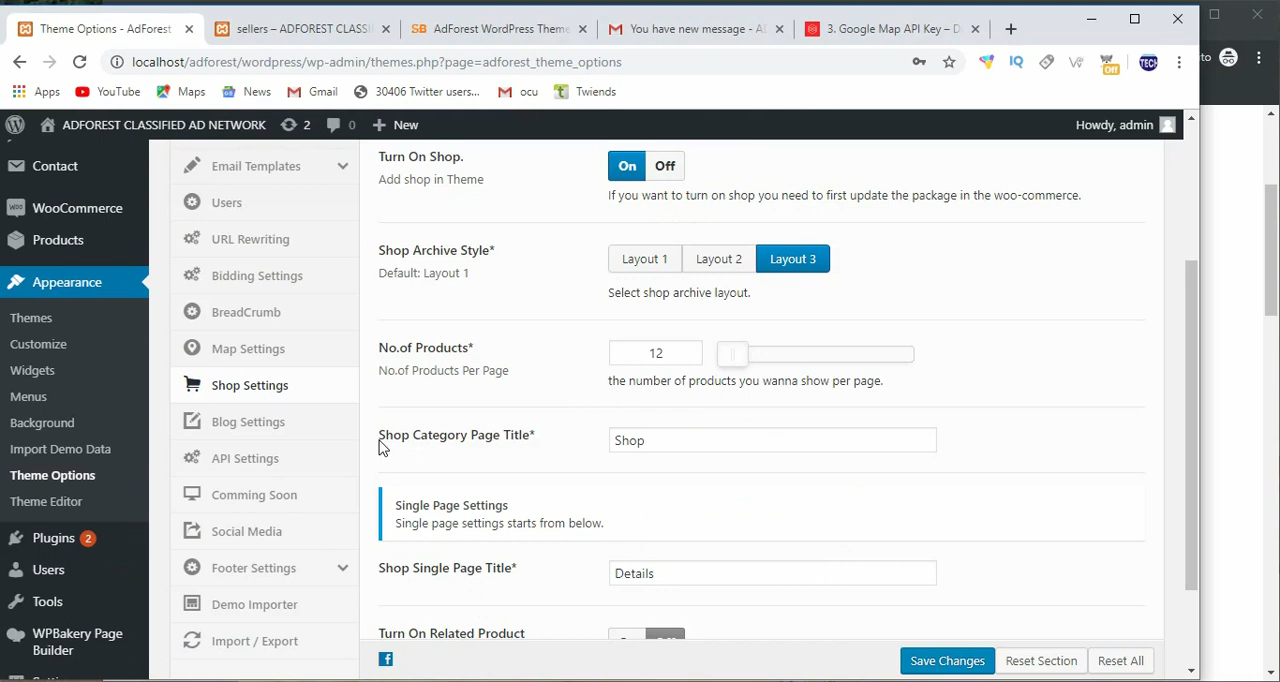 Theme Options - AdForest
sellers – ADFOREST CLASSIFI
SB AdForest WordPress Theme
You have new message - A
3. Google Map API Key – D
localhost/adforest/wordpress/wp-admin/themes.php?page=adforest_theme_options
IQ
Off
TECH
to
Apps
YouTube
Maps
News
Gmail
30406 Twitter users...
ocu
Twiends
ADFOREST CLASSIFIED AD NETWORK
2
0
New
Howdy, admin
Contact
WooCommerce
Products
Appearance
Themes
Customize
Widgets
Menus
Background
Import Demo Data
Theme Options
Theme Editor
Plugins 2
Users
Tools
WPBakery Page
Builder
Email Templates
Users
URL Rewriting
Bidding Settings
BreadCrumb
Map Settings
Shop Settings
Blog Settings
API Settings
Comming Soon
Social Media
Footer Settings
Demo Importer
Import / Export
Turn On Shop.
Add shop in Theme
On Off
If you want to turn on shop you need to first update the package in the woo-commerce.
Shop Archive Style*
Default: Layout 1
Layout 1 Layout 2 Layout 3
Select shop archive layout.
No.of Products*
No.of Products Per Page
12
the number of products you wanna show per page.
Shop Category Page Title*
Shop
Single Page Settings
Single page settings starts from below.
Shop Single Page Title*
Details
Turn On Related Product
Save Changes
Reset Section
Reset All